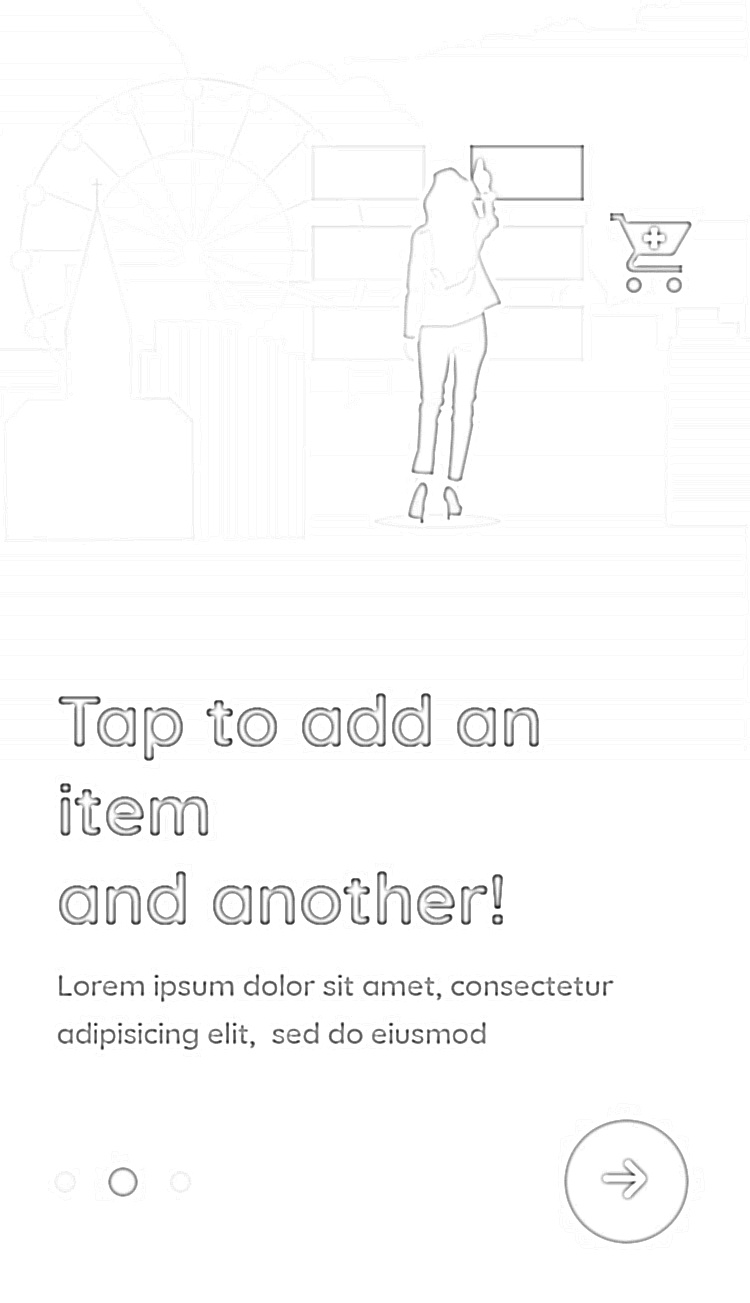 Tap to add an
item
and another!
Lorem ipsum dolor sit amet, consectetur
adipisicing elit,  sed do eiusmod